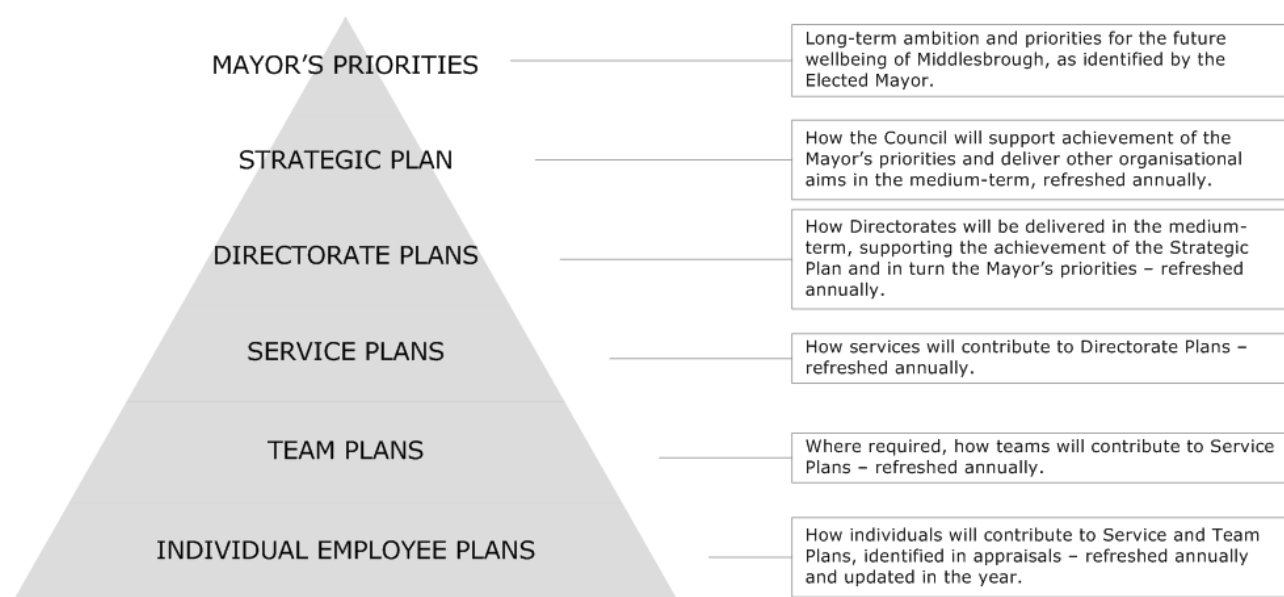 MAYOR'S PRIORITIES
Long-term ambition and priorities for the future
wellbeing of Middlesbrough, as identified by the
Elected Mayor.
STRATEGIC PLAN
How the Council will support achievement of the
Mayor's priorities and deliver other organisational
aims in the medium-term, refreshed annually.
DIRECTORATE PLANS
How Directorates will be delivered in the medium-
term, supporting the achievement of the Strategic
Plan and in turn the Mayor's priorities – refreshed
annually.
SERVICE PLANS
How services will contribute to Directorate Plans –
refreshed annually.
TEAM PLANS
Where required, how teams will contribute to Service
Plans – refreshed annually.
INDIVIDUAL EMPLOYEE PLANS
How individuals will contribute to Service and Team
Plans, identified in appraisals – refreshed annually
and updated in the year.